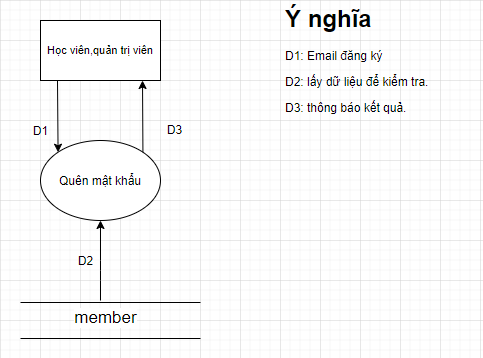 Học viên,quản trị viên
D1
D3
Quên mật khẩu
D2
member
Ý nghĩa
D1: Email đăng ký
D2: lấy dữ liệu để kiểm tra.
D3: thông báo kết quả.